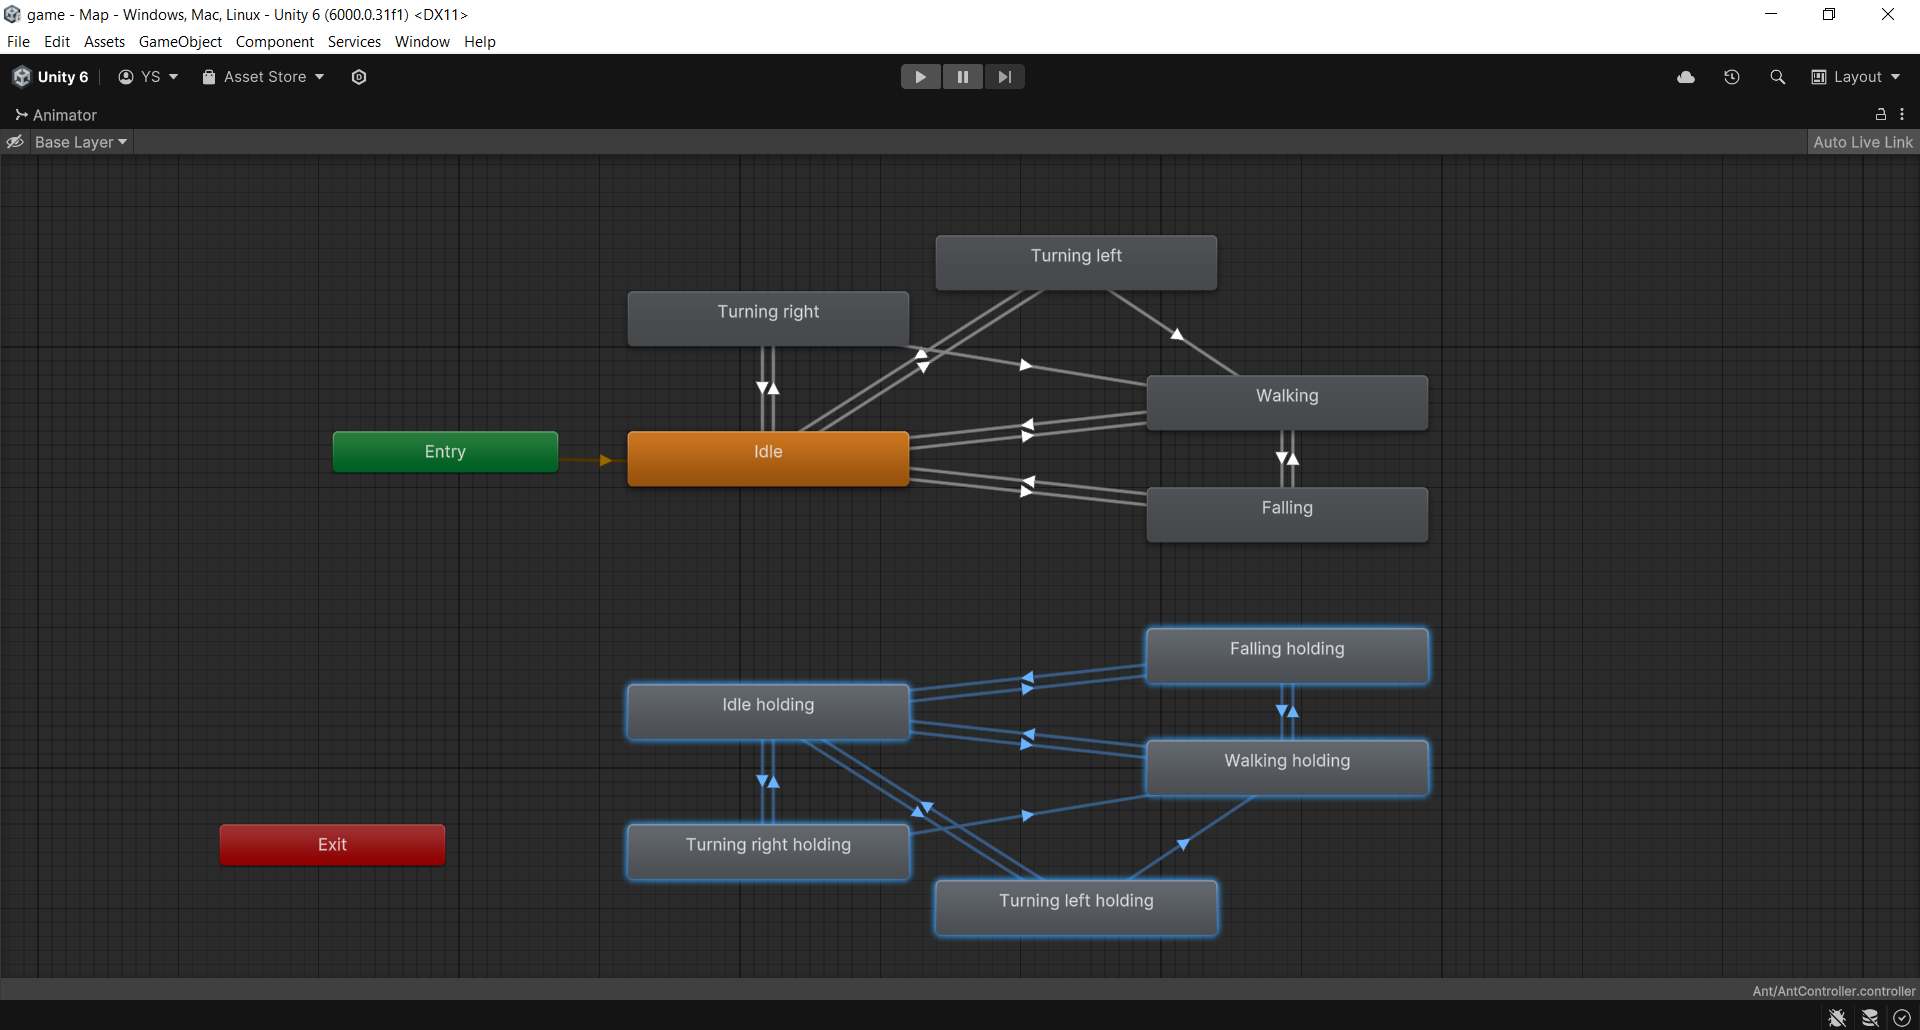 game - Map - Windows, Mac, Linux - Unity 6 (6000.0.31f1) <DX11>
File Edit Assets GameObject Component Services Window Help
Unity 6 YS Asset Store Layout
Animator
Base Layer Auto Live Link
Turning left
Turning right
Walking
Entry
Idle
Falling
Falling holding
Idle holding
Walking holding
Exit
Turning right holding
Turning left holding
Ant/AntController.controller